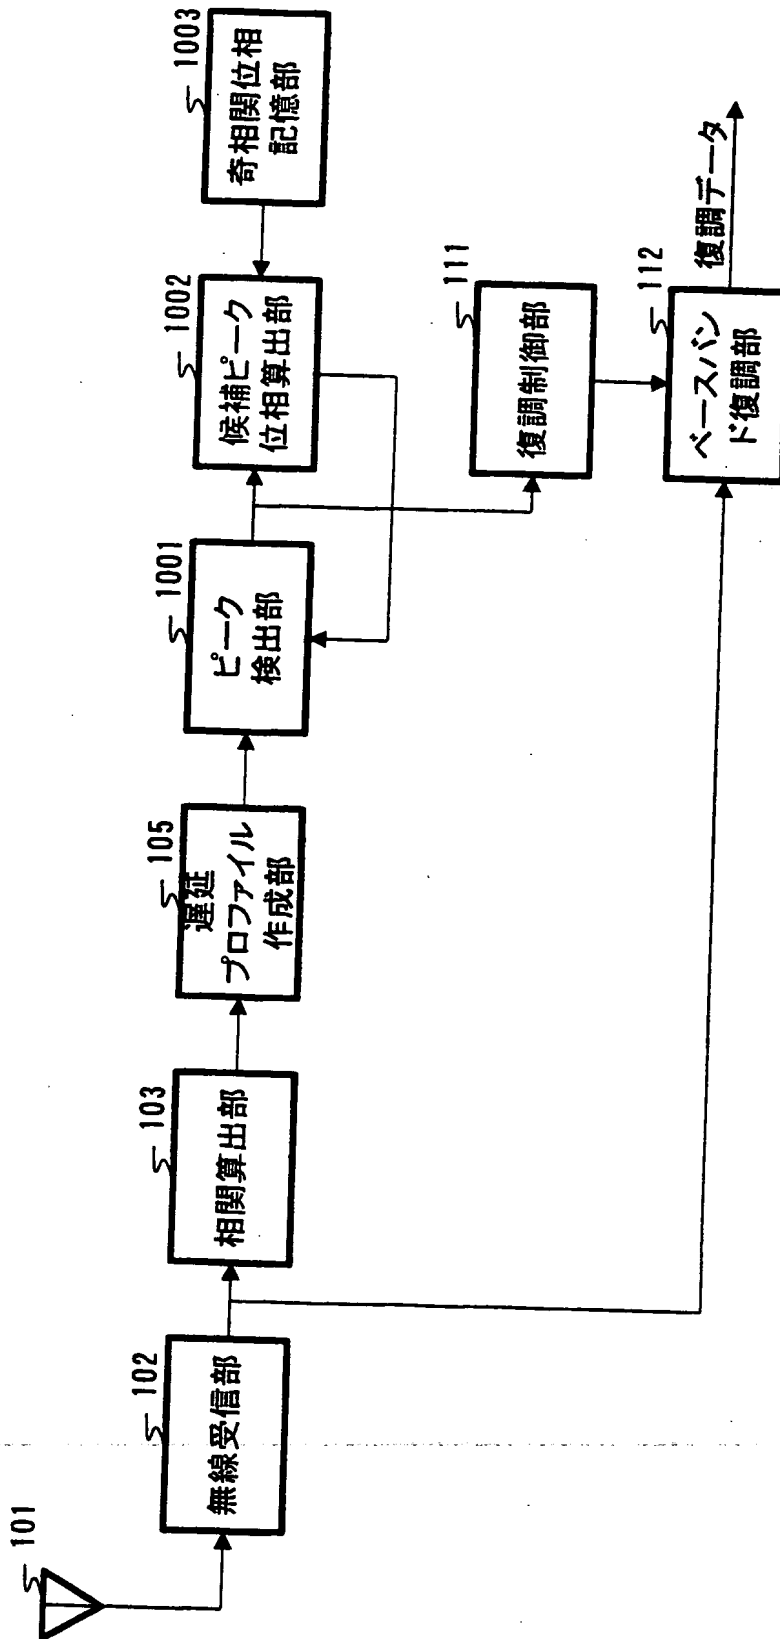 101
102
無線受信部
103
相関算出部
105
遅延
プロファイル
作成部
1001
ピーク
検出部
1002
候補ピーク
位相算出部
1003
奇相関位相
記憶部
111
復調制御部
112
ベースバン
ド復調部
復調データ